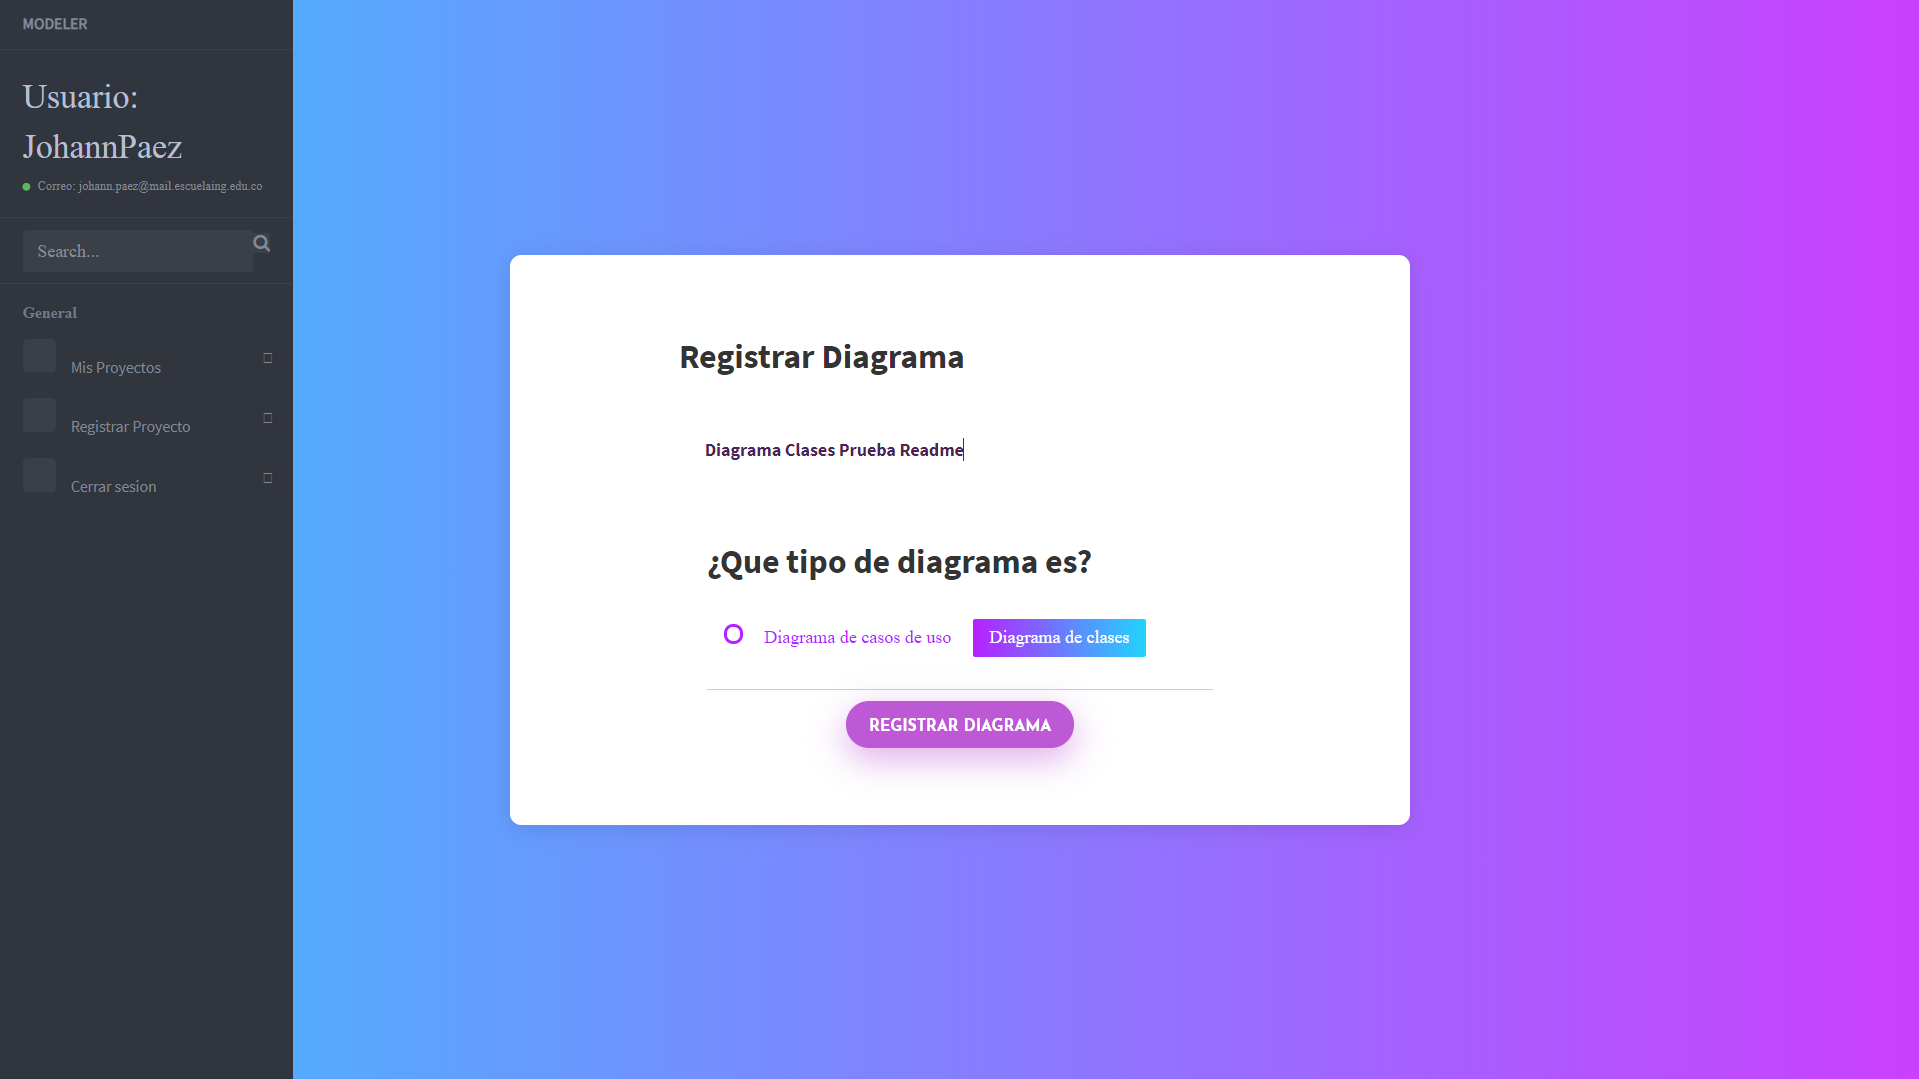 MODELER
Usuario:
JohannPaez
Correo: johann.paez@mail.escuelaing.edu.co
Search...
General
Mis Proyectos
Registrar Proyecto
Cerrar sesion
Registrar Diagrama
Diagrama Clases Prueba Readme
¿Que tipo de diagrama es?
Diagrama de casos de uso
Diagrama de clases
REGISTRAR DIAGRAMA